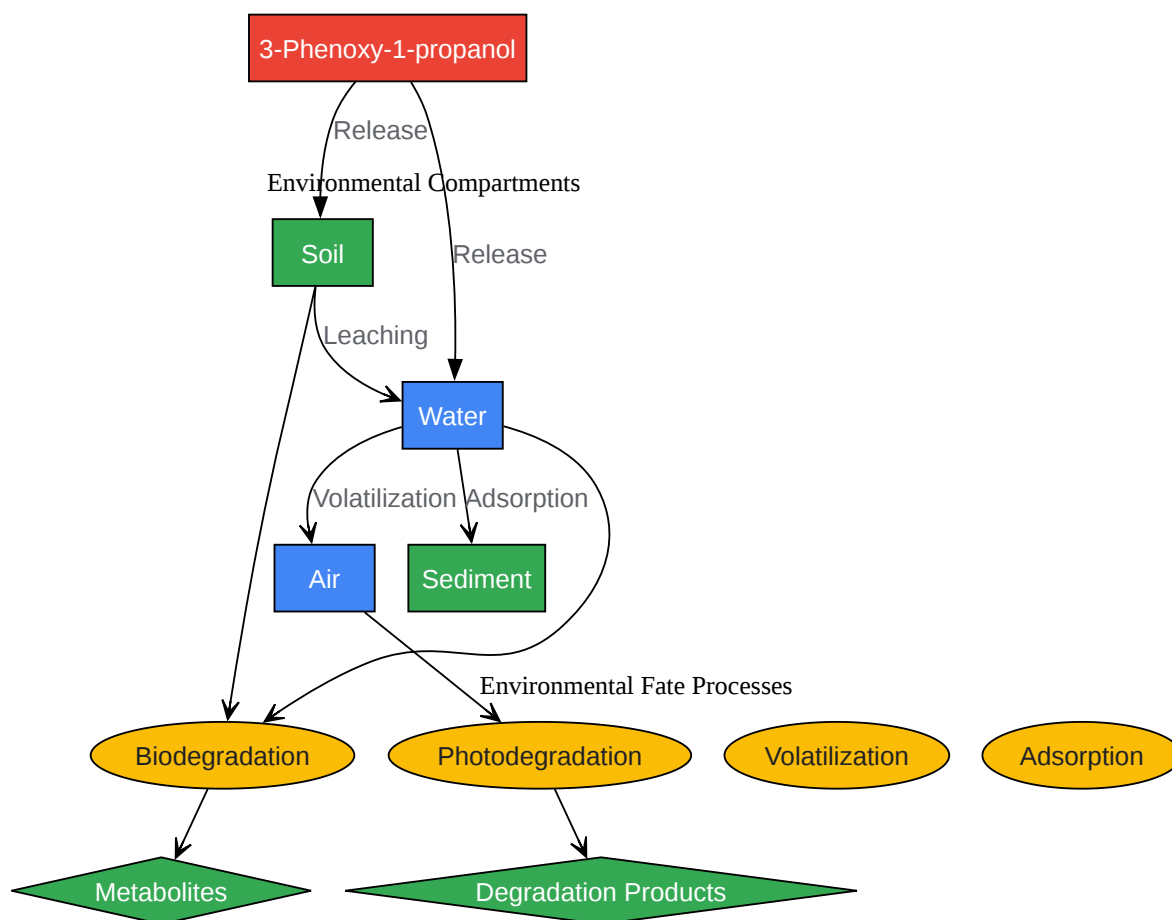 3-Phenoxy-1-propanol
Release
Environmental Compartments
Soil
Release
Leaching
Water
Volatilization
Adsorption
Air
Sediment
Environmental Fate Processes
Biodegradation
Photodegradation
Volatilization
Adsorption
Metabolites
Degradation Products